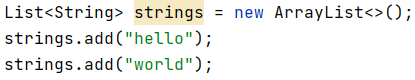 List<String> strings = new ArrayList<>();
strings.add("hello");
strings.add("world");